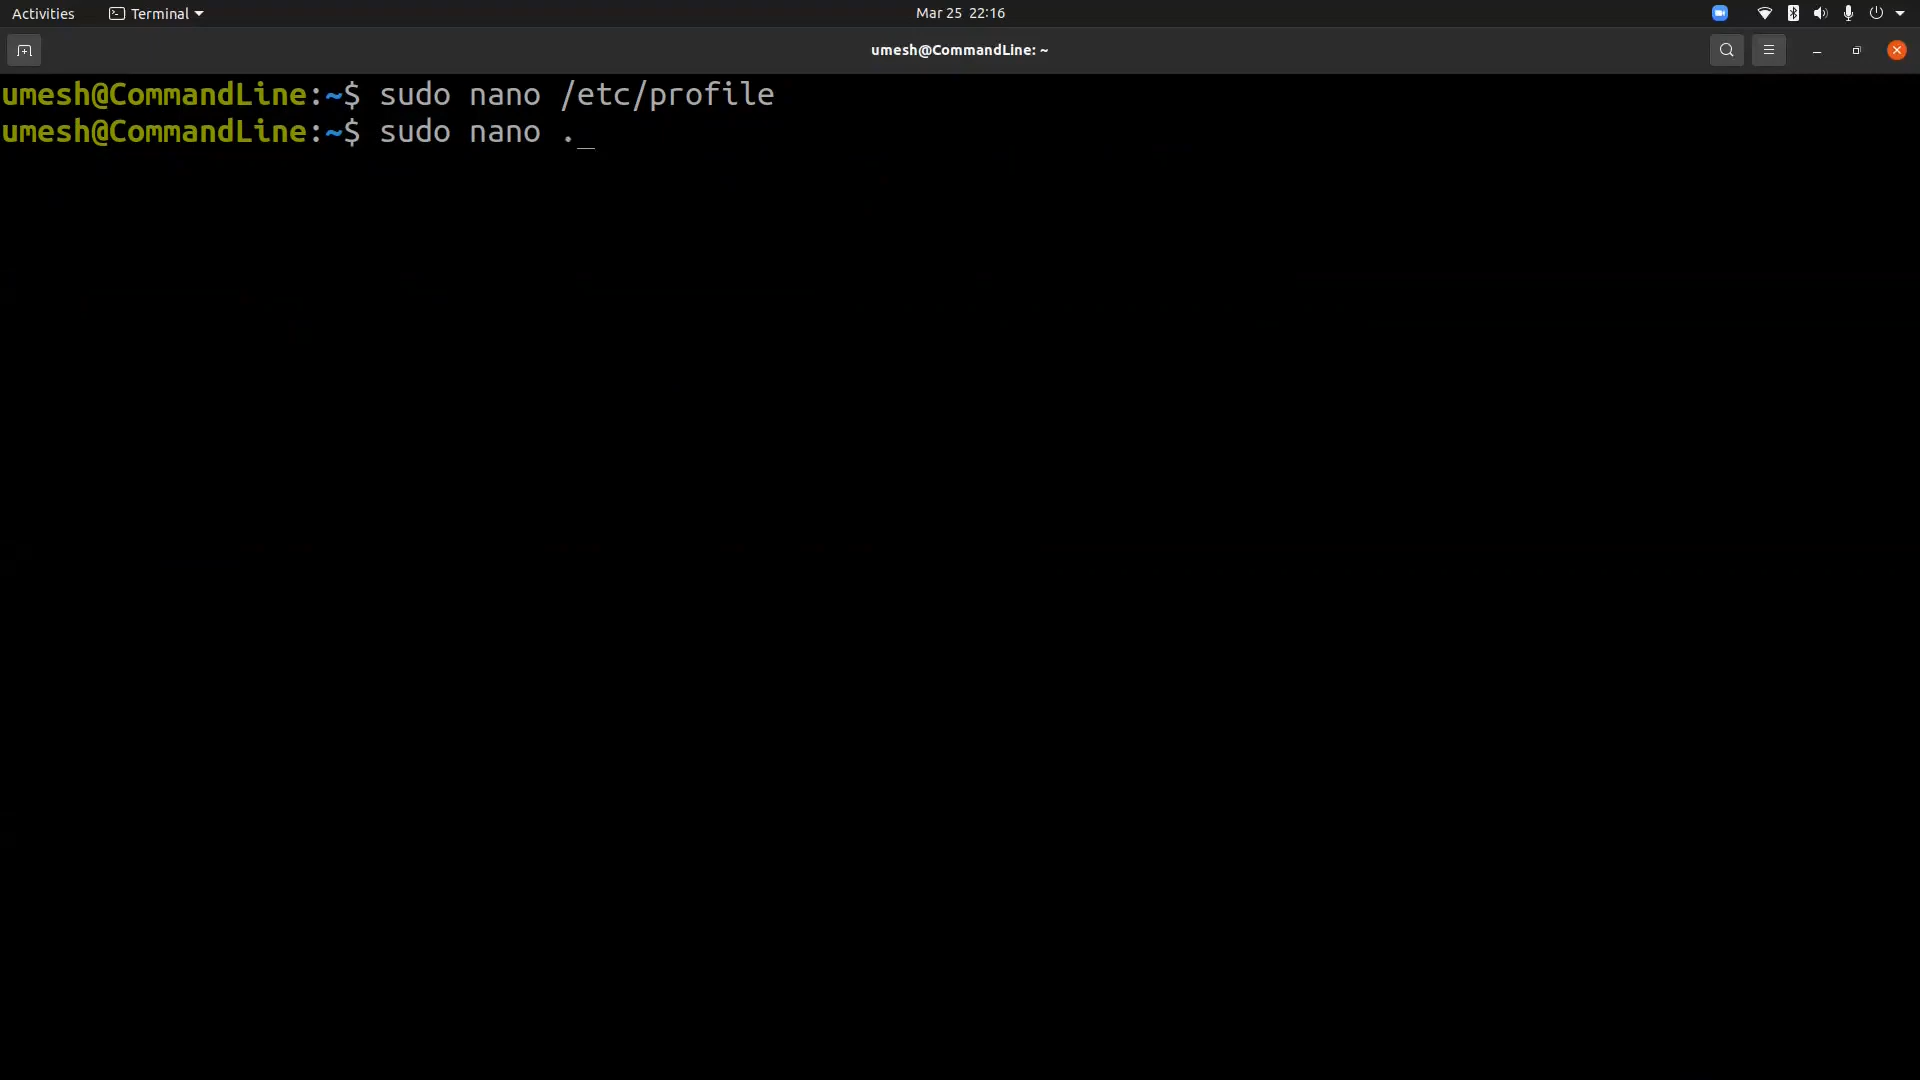 Activities Terminal Mar 25 22:16
umesh@CommandLine: ~
umesh@CommandLine:~$ sudo nano /etc/profile
umesh@CommandLine:~$ sudo nano ._